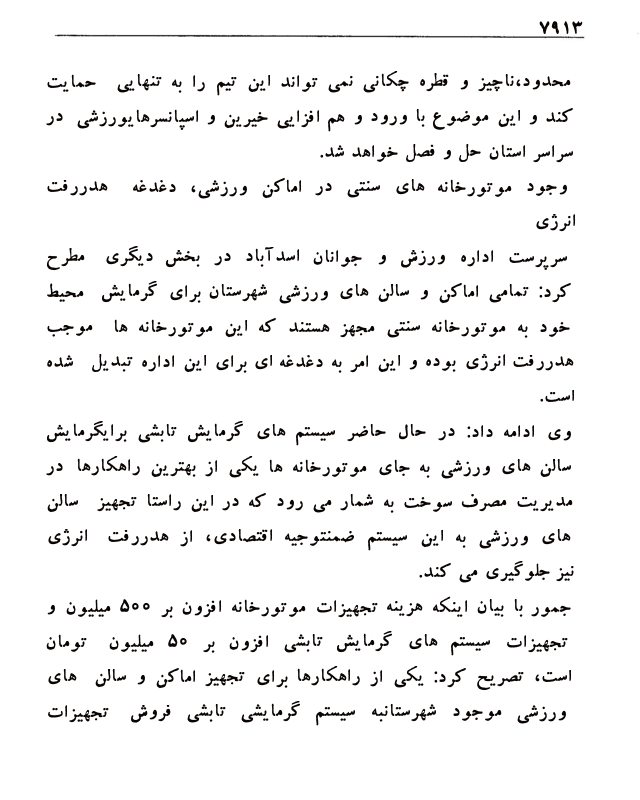 ۷۹۱۳
محدود،ناچیز و قطره چکانی نمی تواند این تیم را به تنهایی حمایت
کند و این موضوع با ورود و هم افزایی خیرین و اسپانسرهایورزشی در
سراسر استان حل و فصل خواهد شد.
وجود موتورخانه های سنتی در اماکن ورزشی، دغدغه هدررفت
انرژی
سرپرست اداره ورزش و جوانان اسدآباد در بخش دیگری مطرح
کرد: تمامی اماکن و سالن های ورزشی شهرستان برای گرمایش محیط
خود به موتورخانه سنتی مجهز هستند که این موتورخانه ها موجب
هدررفت انرژی بوده و این امر به دغدغه ای برای این اداره تبدیل شده
است.
وی ادامه داد: در حال حاضر سیستم های گرمایش تابشی برایگرمایش
سالن های ورزشی به جای موتورخانه ها یکی از بهترین راهکارها در
مدیریت مصرف سوخت به شمار می رود که در این راستا تجهیز سالن
های ورزشی به این سیستم ضمنتوجیه اقتصادی، از هدررفت انرژی
نیز جلوگیری می کند.
جمور با بیان اینکه هزینه تجهیزات موتورخانه افزون بر ۵۰۰ میلیون و
تجهیزات سیستم های گرمایش تابشی افزون بر ۵۰ میلیون تومان
است، تصریح کرد: یکی از راهکارها برای تجهیز اماکن و سالن های
ورزشی موجود شهرستانبه سیستم گرمایشی تابشی فروش تجهیزات